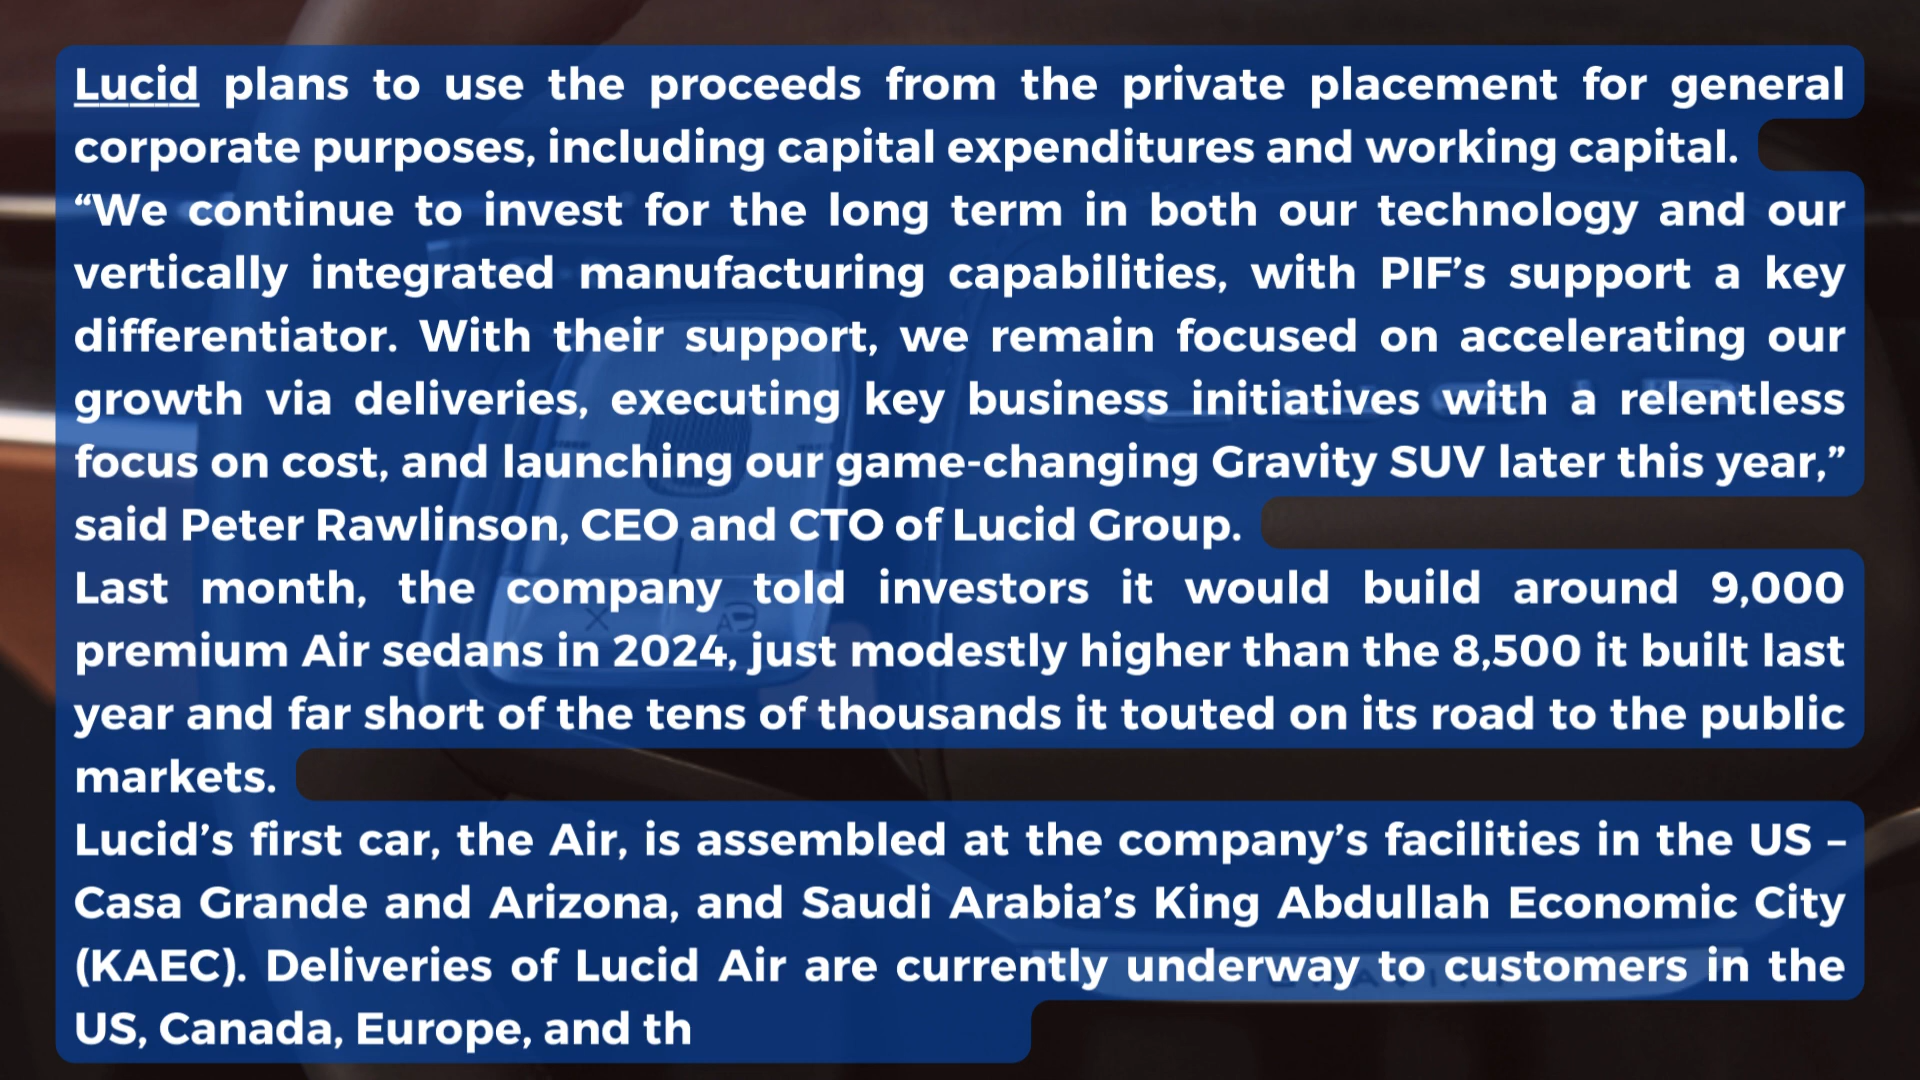 Lucid plans to use the proceeds from the private placement for general
corporate purposes, including capital expenditures and working capital.
“We continue to invest for the long term in both our technology and our
vertically integrated manufacturing capabilities, with PIF’s support a key
differentiator. With their support, we remain focused on accelerating our
growth via deliveries, executing key business initiatives with a relentless
focus on cost, and launching our game-changing Gravity SUV later this year,”
said Peter Rawlinson, CEO and CTO of Lucid Group.
Last month, the company told investors it would build around 9,000
premium Air sedans in 2024, just modestly higher than the 8,500 it built last
year and far short of the tens of thousands it touted on its road to the public
markets.
Lucid’s first car, the Air, is assembled at the company’s facilities in the US –
Casa Grande and Arizona, and Saudi Arabia’s King Abdullah Economic City
(KAEC). Deliveries of Lucid Air are currently underway to customers in the
US, Canada, Europe, and th